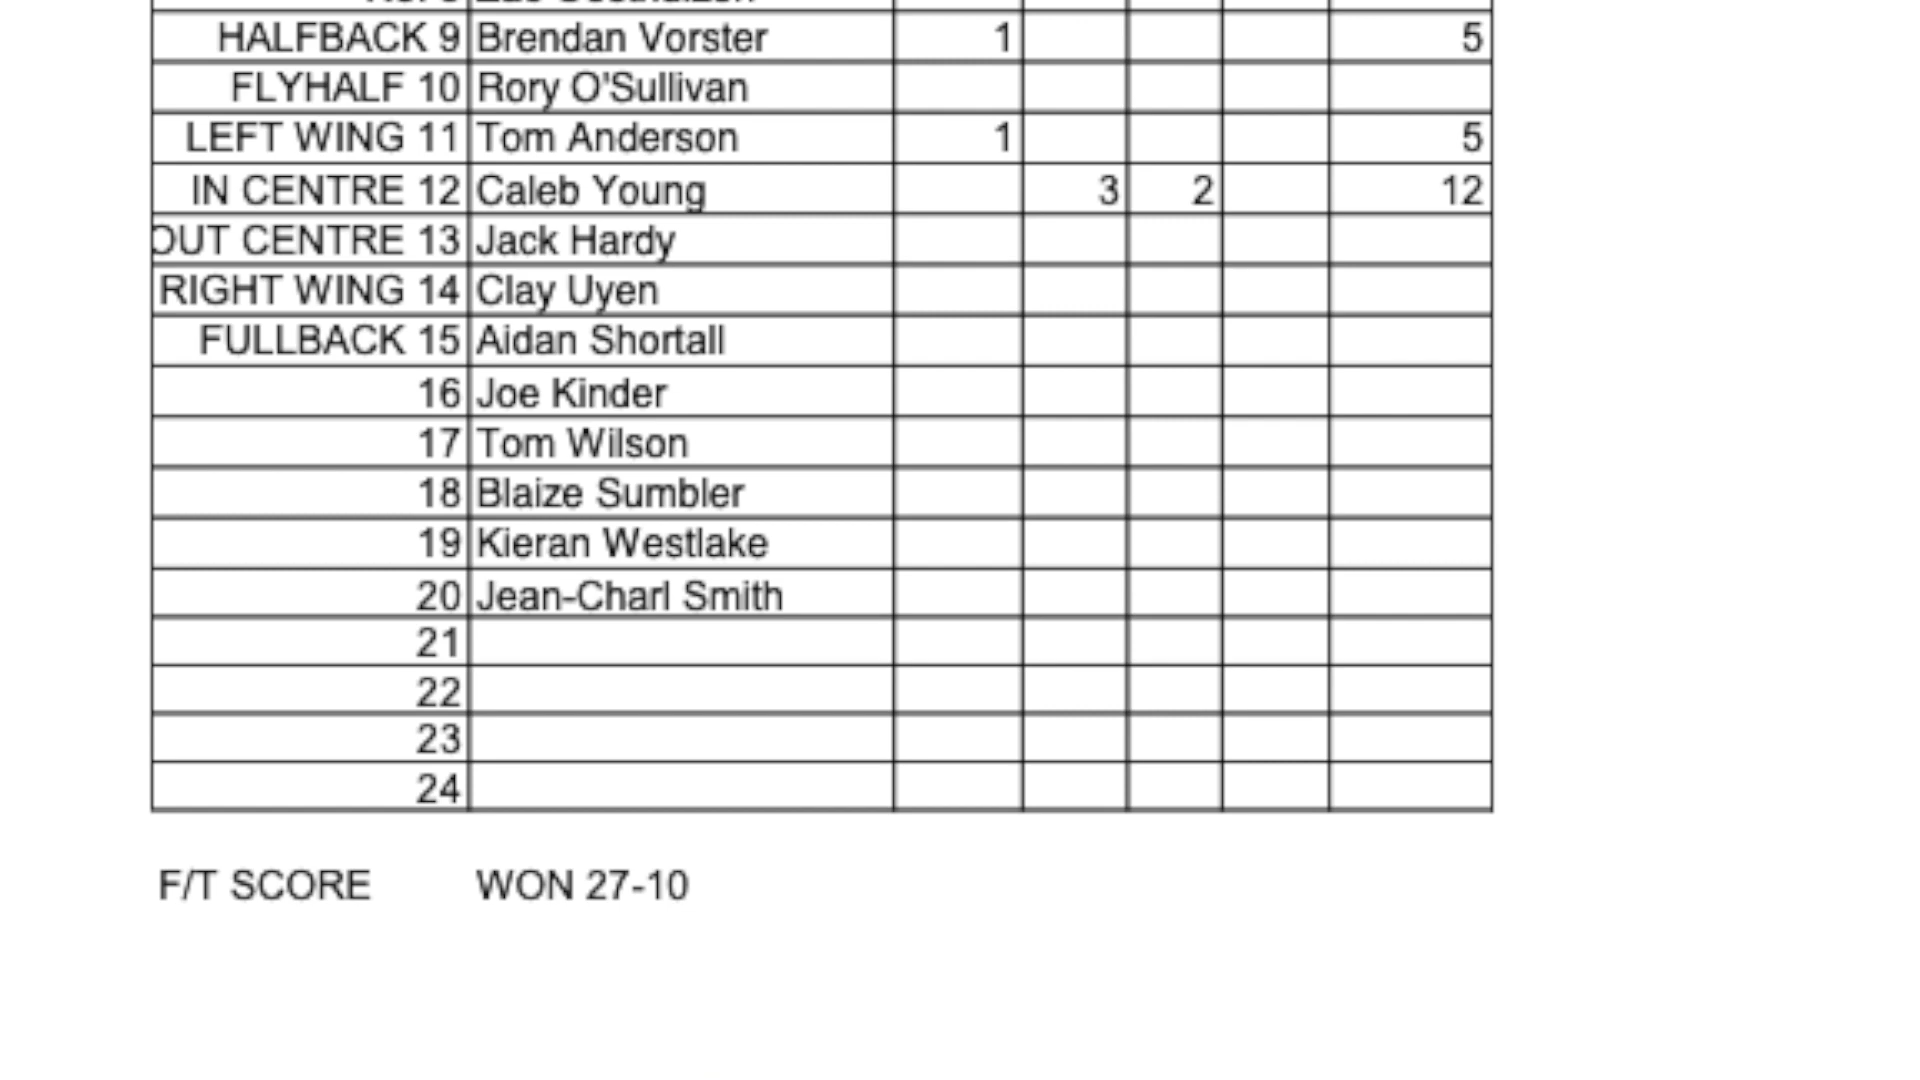 HALFBACK 9 Brendan Vorster 1 5
FLYHALF 10 Rory O'Sullivan
LEFT WING 11 Tom Anderson 1 5
IN CENTRE 12 Caleb Young 3 2 12
OUT CENTRE 13 Jack Hardy
RIGHT WING 14 Clay Uyen
FULLBACK 15 Aidan Shortall
16 Joe Kinder
17 Tom Wilson
18 Blaize Sumbler
19 Kieran Westlake
20 Jean-Charl Smith
21
22
23
24
F/T SCORE WON 27-10